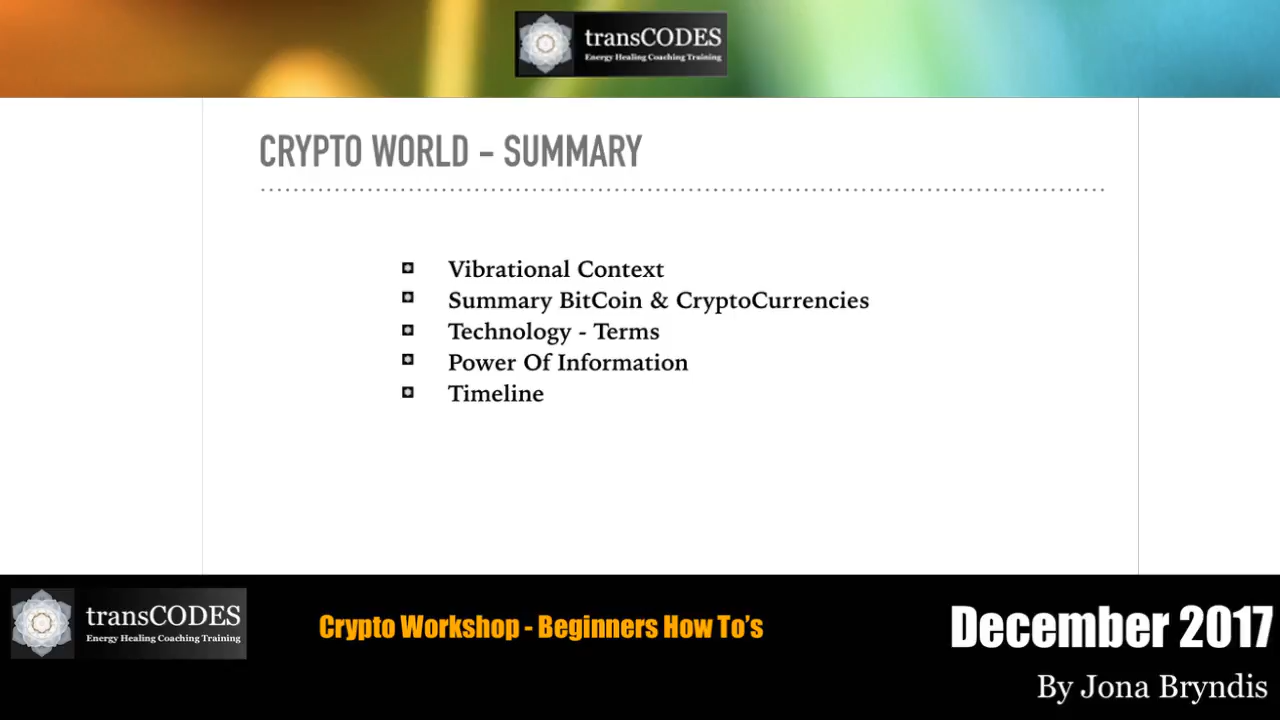 transCODES
Energy Healing Coaching Training
CRYPTO WORLD - SUMMARY
Vibrational Context
Summary BitCoin & CryptoCurrencies
Technology - Terms
Power Of Information
Timeline
transCODES
Energy Healing Coaching Training
Crypto Workshop - Beginners How To's
December 2017
By Jona Bryndis